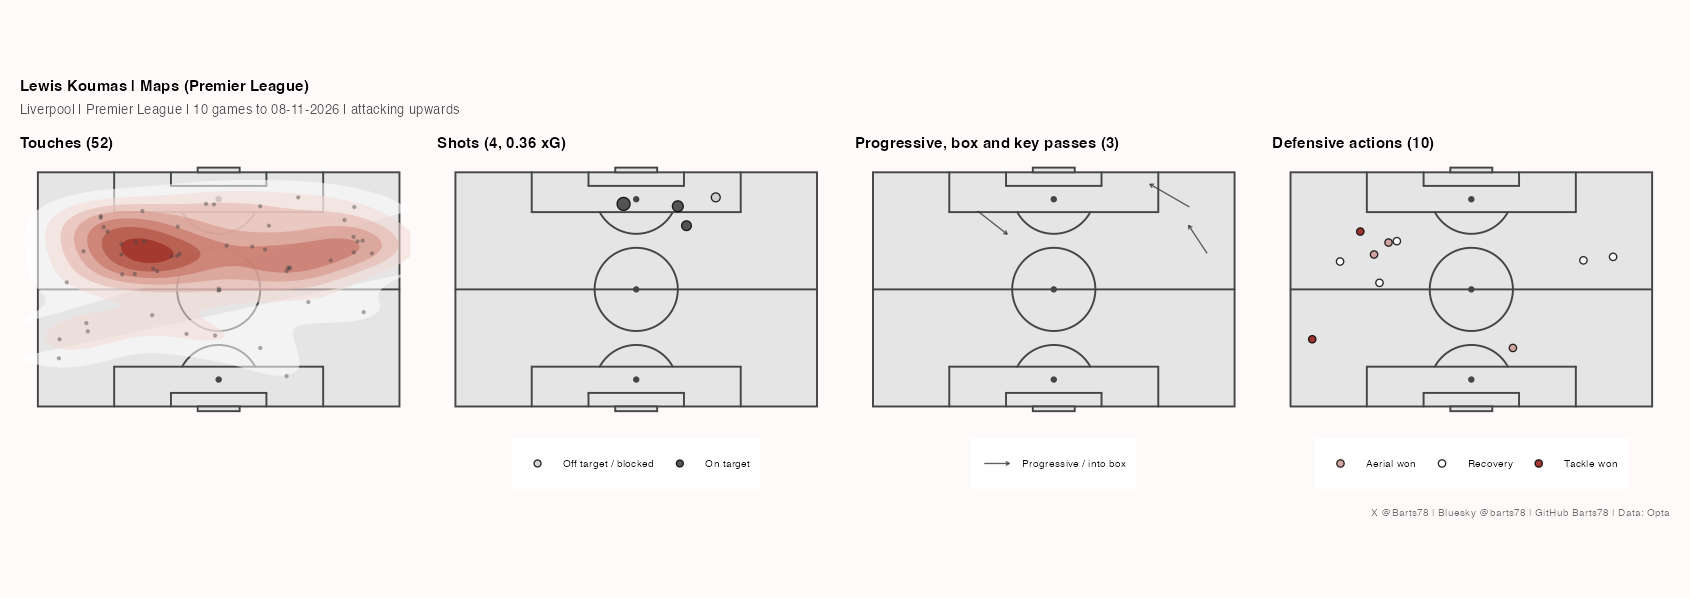 Lewis Koumas | Maps (Premier League)
Liverpool | Premier League | 10 games to 08-11-2026 | attacking upwards
Touches (52)
Shots (4, 0.36 xG)
Progressive, box and key passes (3)
Defensive actions (10)
Off target / blocked
On target
Progressive / into box
Aerial won
Recovery
Tackle won
X @Barts78 | Bluesky @barts78 | GitHub Barts78 | Data: Opta